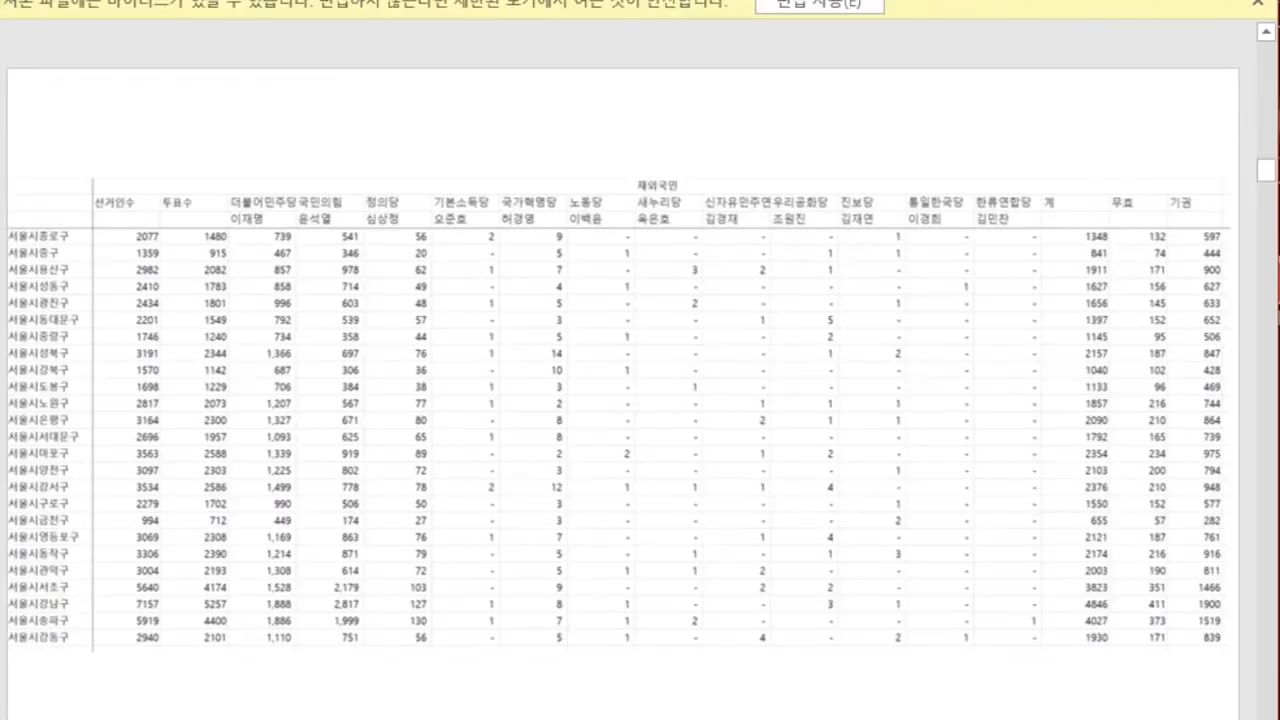 편집 사용(E)
재외국민
선거인수 투표수 더불어민주당 국민의힘 정의당 기본소득당 국가혁명당 노동당 새누리당 신자유민주연 우리공화당 진보당 통일한국당 한류연합당 계 무효 기권
이재명 윤석열 심상정 오준호 허경영 이백윤 옥은호 김경재 조원진 김재연 이경희 김민찬
서울시종로구 2077 1480 739 541 56 2 9 - - - - 1 - - 1348 132 597
서울시중구 1359 915 467 346 20 - 5 1 - - 1 1 - - 841 74 444
서울시용산구 2982 2082 857 978 62 1 7 - 3 2 1 - - - 1911 171 900
서울시성동구 2410 1783 858 714 49 - 4 1 - - - - 1 - 1627 156 627
서울시광진구 2434 1801 996 603 48 1 5 - 2 - - 1 - - 1656 145 633
서울시동대문구 2201 1549 792 539 57 - 3 - - 1 5 - - - 1397 152 652
서울시중랑구 1746 1240 734 358 44 1 5 1 - - 2 - - - 1145 95 506
서울시성북구 3191 2344 1,366 697 76 1 14 - - - 1 2 - - 2157 187 847
서울시강북구 1570 1142 687 306 36 - 10 1 - - - - - - 1040 102 428
서울시도봉구 1698 1229 706 384 38 1 3 - 1 - - - - - 1133 96 469
서울시노원구 2817 2073 1,207 567 77 1 2 - - 1 1 1 - - 1857 216 744
서울시은평구 3164 2300 1,327 671 80 - 8 - - 2 1 1 - - 2090 210 864
서울시서대문구 2696 1957 1,093 625 65 1 8 - - - - - - - 1792 165 739
서울시마포구 3563 2588 1,339 919 89 - 2 2 - 1 2 - - - 2354 234 975
서울시양천구 3097 2303 1,225 802 72 - 3 - - - - 1 - - 2103 200 794
서울시강서구 3534 2586 1,499 778 78 2 12 1 1 1 4 - - - 2376 210 948
서울시구로구 2279 1702 990 506 50 - 3 - - - - 1 - - 1550 152 577
서울시금천구 994 712 449 174 27 - 3 - - - - 2 - - 655 57 282
서울시영등포구 3069 2308 1,169 863 76 1 7 - - 1 4 - - - 2121 187 761
서울시동작구 3306 2390 1,214 871 79 - 5 - 1 - 1 3 - - 2174 216 916
서울시관악구 3004 2193 1,308 614 72 - 5 1 1 2 - - - - 2003 190 811
서울시서초구 5640 4174 1,528 2,179 103 - 9 - - 2 2 - - - 3823 351 1466
서울시강남구 7157 5257 1,888 2,817 127 1 8 1 - - 3 1 - - 4846 411 1900
서울시송파구 5919 4400 1,886 1,999 130 1 7 1 2 - - - - 1 4027 373 1519
서울시강동구 2940 2101 1,110 751 56 - 5 1 - 4 - 2 1 - 1930 171 839